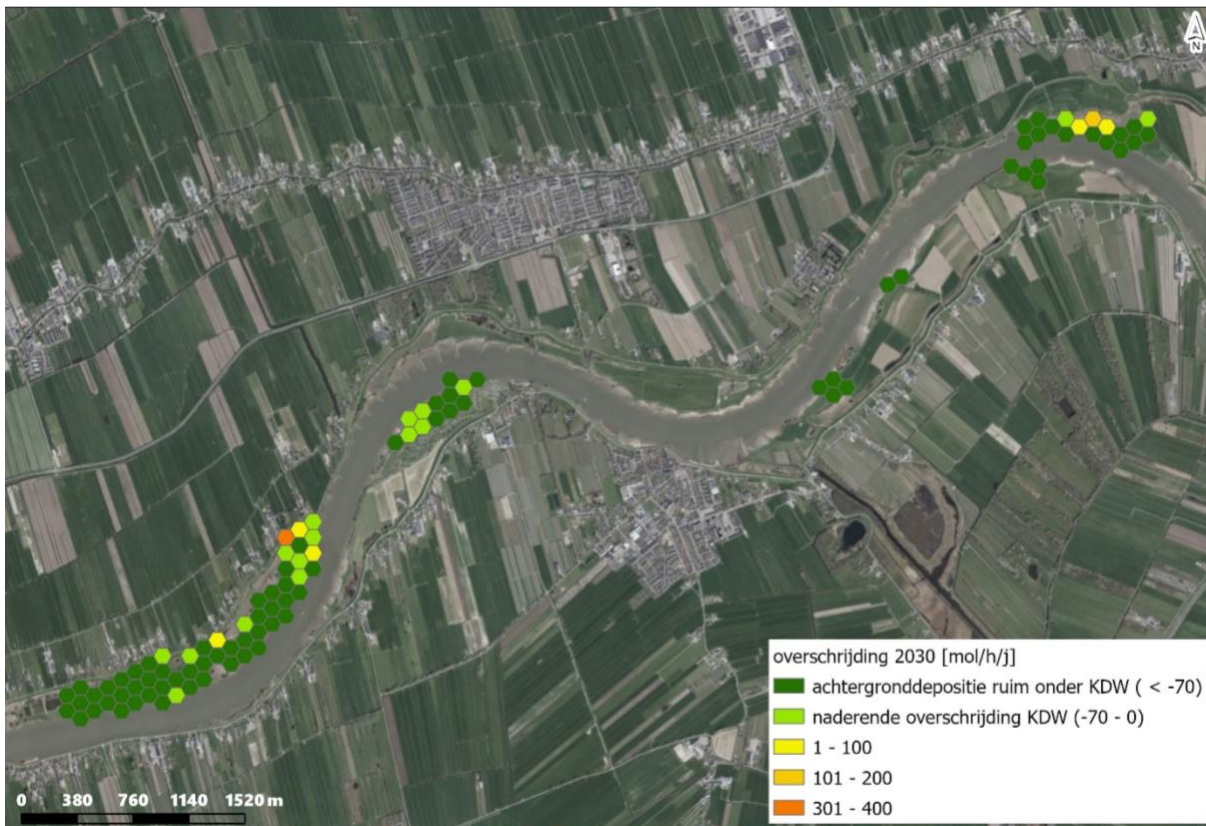 N
overschrijding 2030 [mol/h/j]
achtergronddepositie ruim onder KDW ( < -70)
naderende overschrijding KDW (-70 - 0)
1 - 100
101 - 200
301 - 400
0 380 760 1140 1520 m